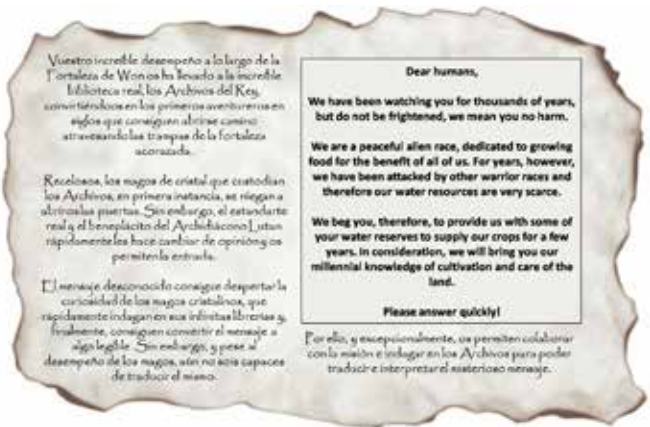 Vuestro increíble desempeño a lo largo de la
Fortaleza de Won os ha llevado a la increíble
biblioteca real, los Archivos del Rey,
convirtiéndoos en los primeros aventureros en
siglos que consiguen abrirse camino
atravesando las trampas de la fortaleza
acorazada.
Recelosos, los magos de cristal que custodian
los Archivos, en primera instancia, se niegan a
abriros las puertas. Sin embargo, el estandarte
real y el beneplácito del Archidiácono Lutan
rápidamente les hace cambiar de opinión y os
permiten la entrada.
El mensaje desconocido consigue despertar la
curiosidad de los magos cristalinos, que
rápidamente indagan en sus infinitas librerías y,
finalmente, consiguen convertir el mensaje a
algo legible. Sin embargo, y pese al
desempeño de los magos, aún no sois capaces
de traducir el mismo.
Dear humans,
We have been watching you for thousands of years,
but do not be frightened, we mean you no harm.
We are a peaceful alien race, dedicated to growing
food for the benefit of all of us. For years, however,
we have been attacked by other warrior races and
therefore our water resources are very scarce.
We beg you, therefore, to provide us with some of
your water reserves to supply our crops for a few
years. In consideration, we will bring you our
millennial knowledge of cultivation and care of the
land.
Please answer quickly!
Por ello, y excepcionalmente, os permiten colaborar
con la misión e indagar en los Archivos para poder
traducir e interpretar el misterioso mensaje.